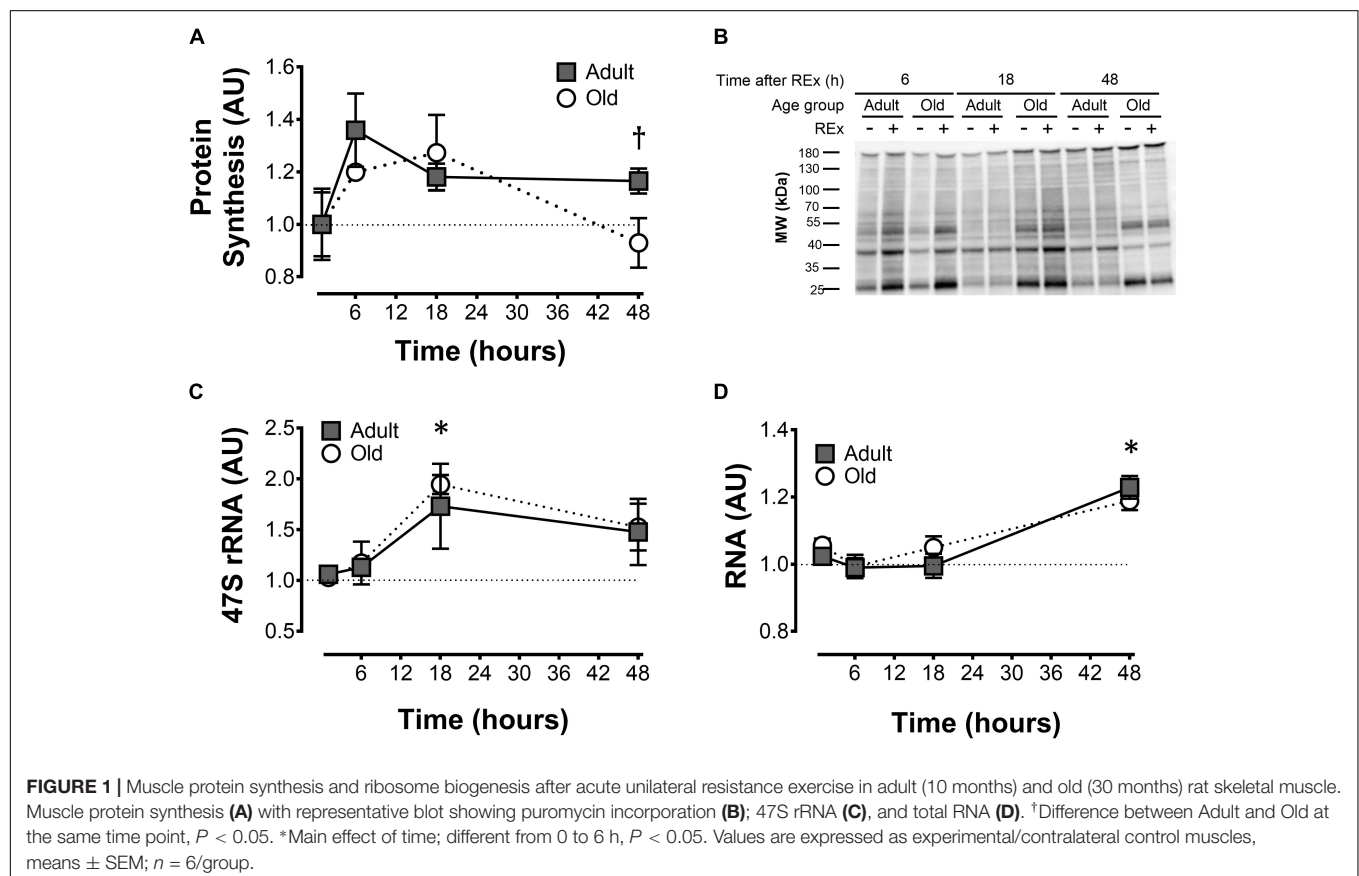 A
Protein
Synthesis (AU)
1.6
1.4
1.2
1.0
0.8
Adult
Old
†
6 12 18 24 30 36 42 48
Time (hours)
B
Time after REx (h) 6 18 48
Age group Adult Old Adult Old Adult Old
REx - + - + - + - + - + - +
MW (kDa)
180
130
100
70
55
40
35
25
C
47S rRNA (AU)
2.5
2.0
1.5
1.0
0.5
Adult
Old
*
6 12 18 24 30 36 42 48
Time (hours)
D
RNA (AU)
1.4
1.2
1.0
0.8
Adult
Old
*
6 12 18 24 30 36 42 48
Time (hours)
FIGURE 1 | Muscle protein synthesis and ribosome biogenesis after acute unilateral resistance exercise in adult (10 months) and old (30 months) rat skeletal muscle.
Muscle protein synthesis (A) with representative blot showing puromycin incorporation (B); 47S rRNA (C), and total RNA (D). †Difference between Adult and Old at
the same time point, P < 0.05. *Main effect of time; different from 0 to 6 h, P < 0.05. Values are expressed as experimental/contralateral control muscles,
means ± SEM; n = 6/group.